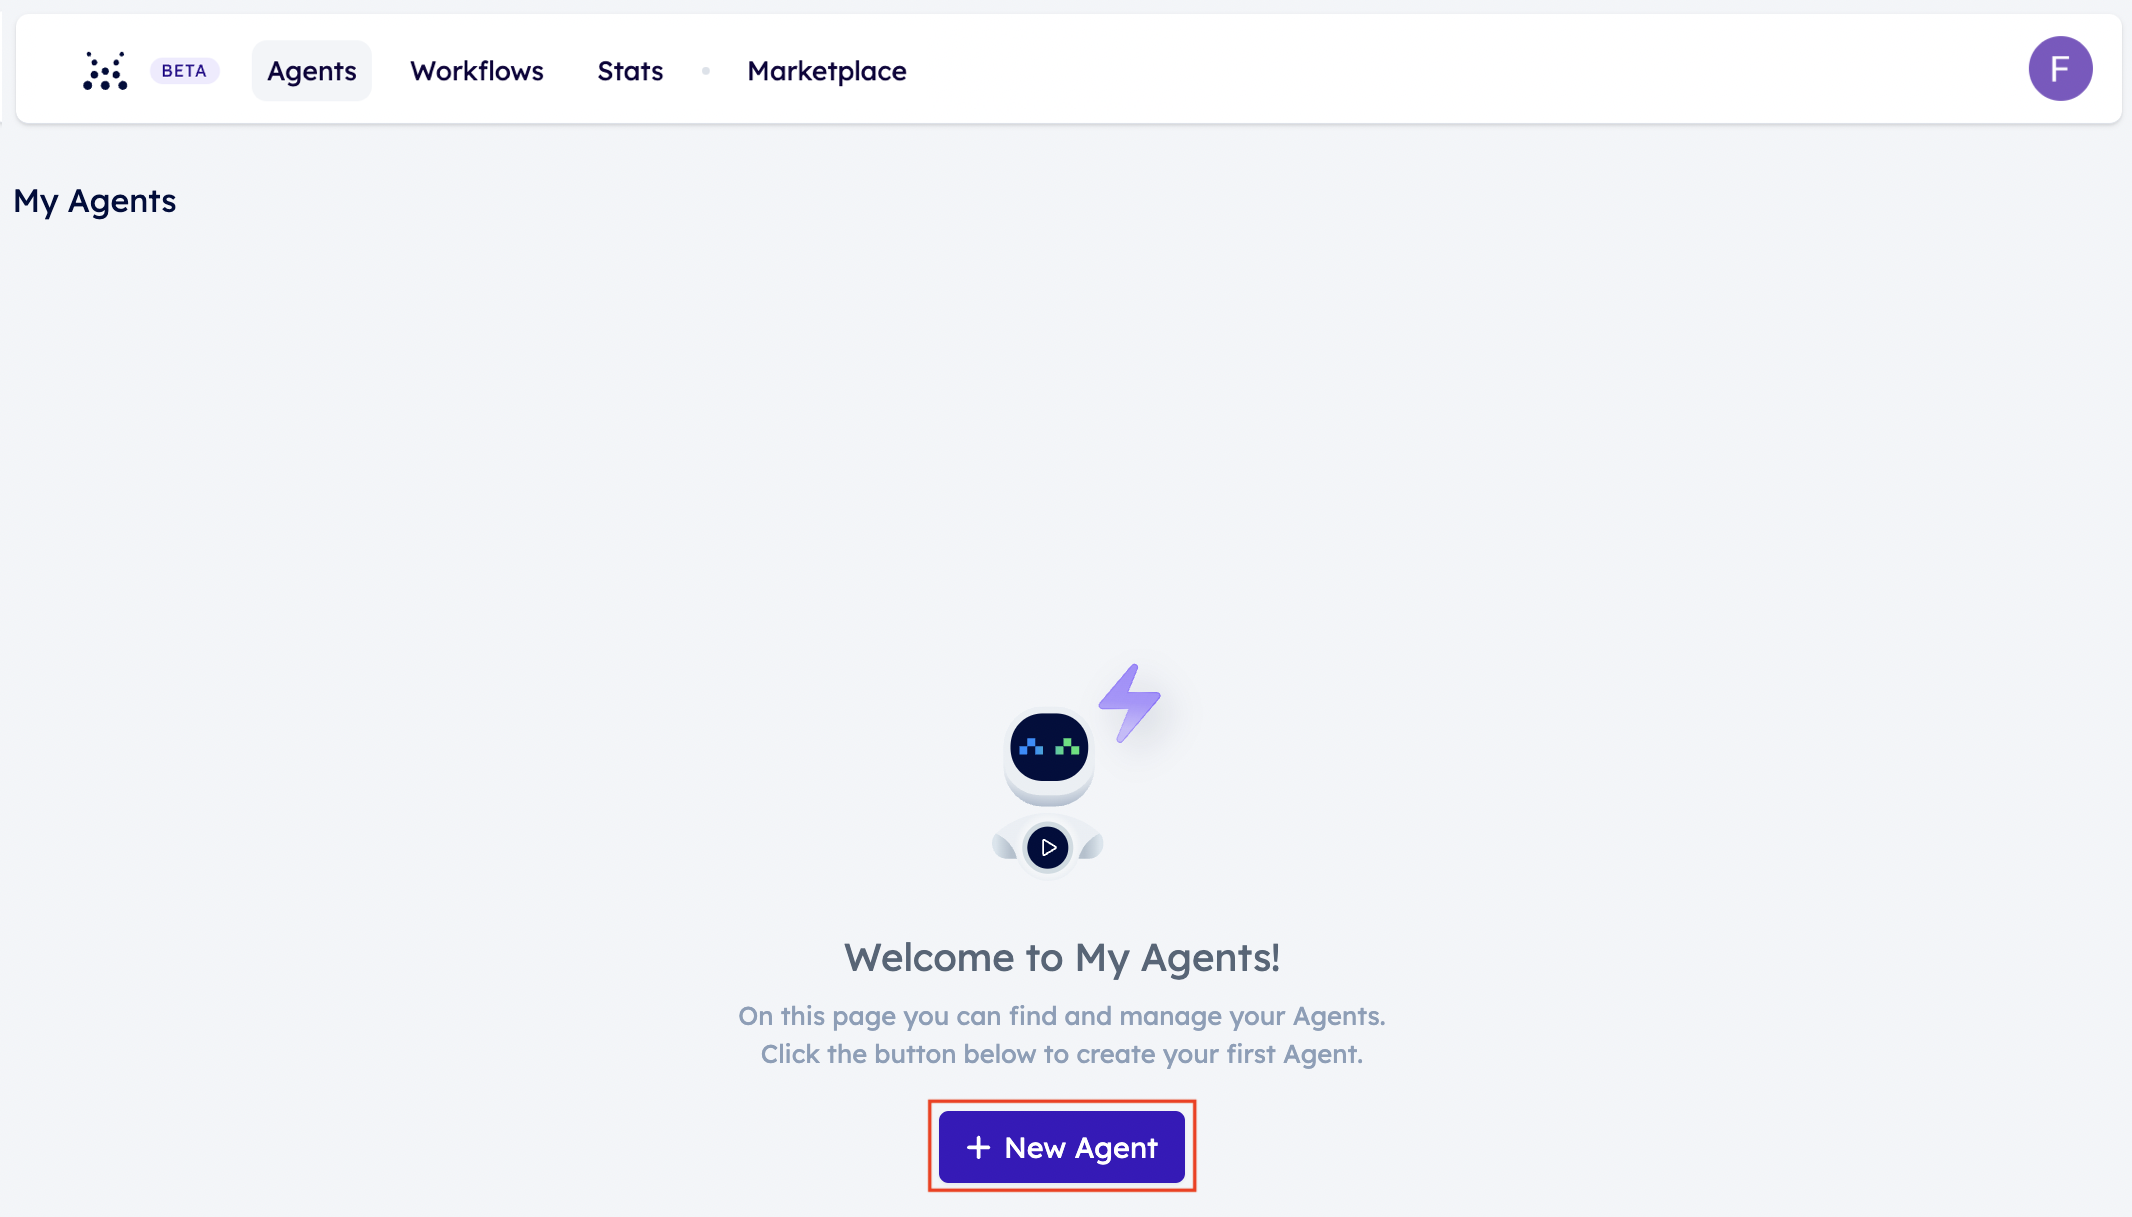 BETA
Agents
Workflows
Stats
Marketplace
F
My Agents
Welcome to My Agents!
On this page you can find and manage your Agents.
Click the button below to create your first Agent.
+ New Agent